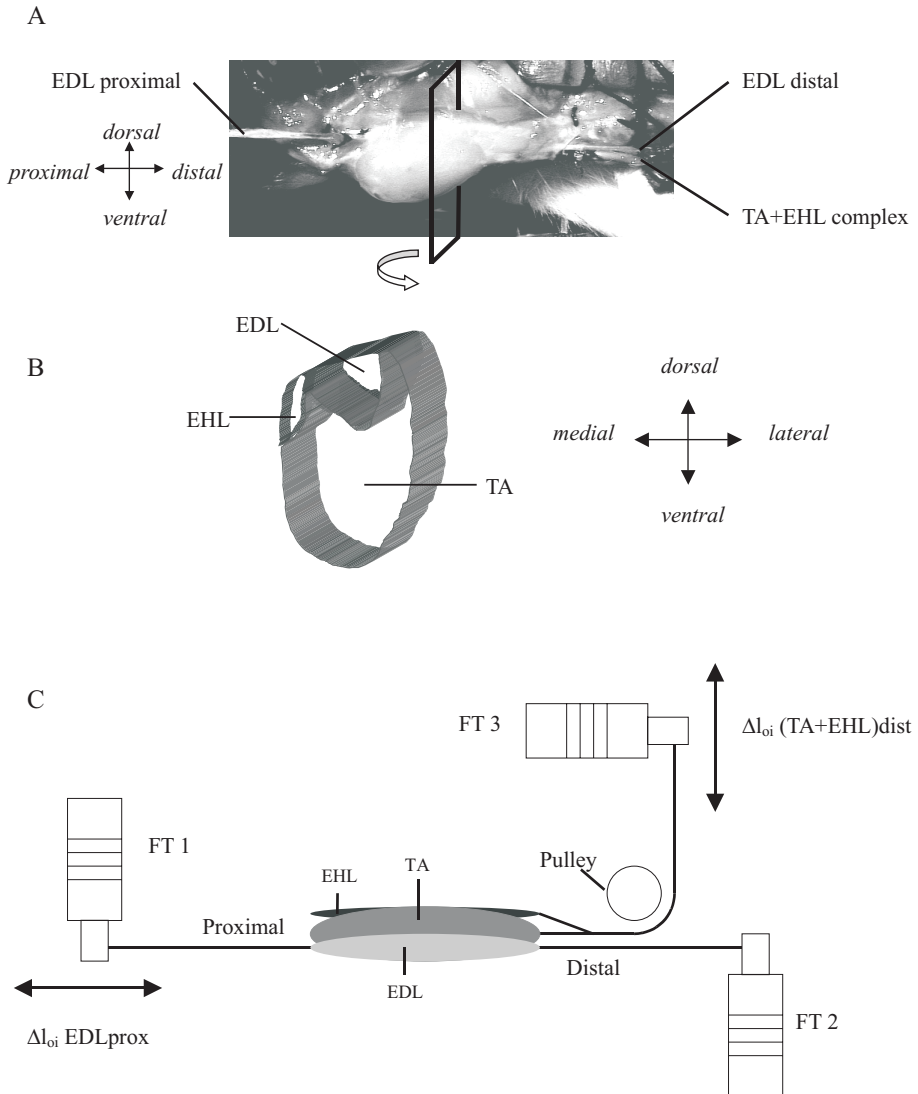 A
EDL proximal
EDL distal
dorsal
proximal distal
ventral
TA+EHL complex
B
EDL
EHL
TA
dorsal
medial lateral
ventral
C
FT 3
Δl_oi (TA+EHL)dist
FT 1
Pulley
EHL
TA
Proximal
Distal
EDL
Δl_oi EDLprox
FT 2